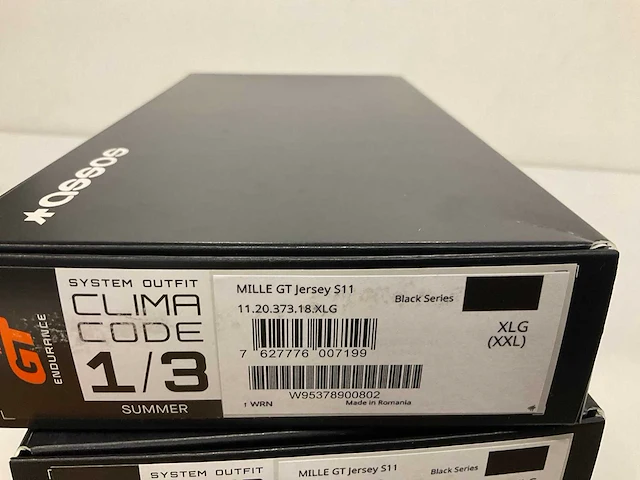 assos
GT
ENDURANCE
SYSTEM OUTFIT
CLIMA
CODE
1/3
SUMMER
MILLE GT Jersey S11
11.20.373.18.XLG
Black Series
XLG
(XXL)
7 627776 007199
W95378900802
1 WRN
Made in Romania
SYSTEM OUTFIT
MILLE GT Jersey S11
Black Series